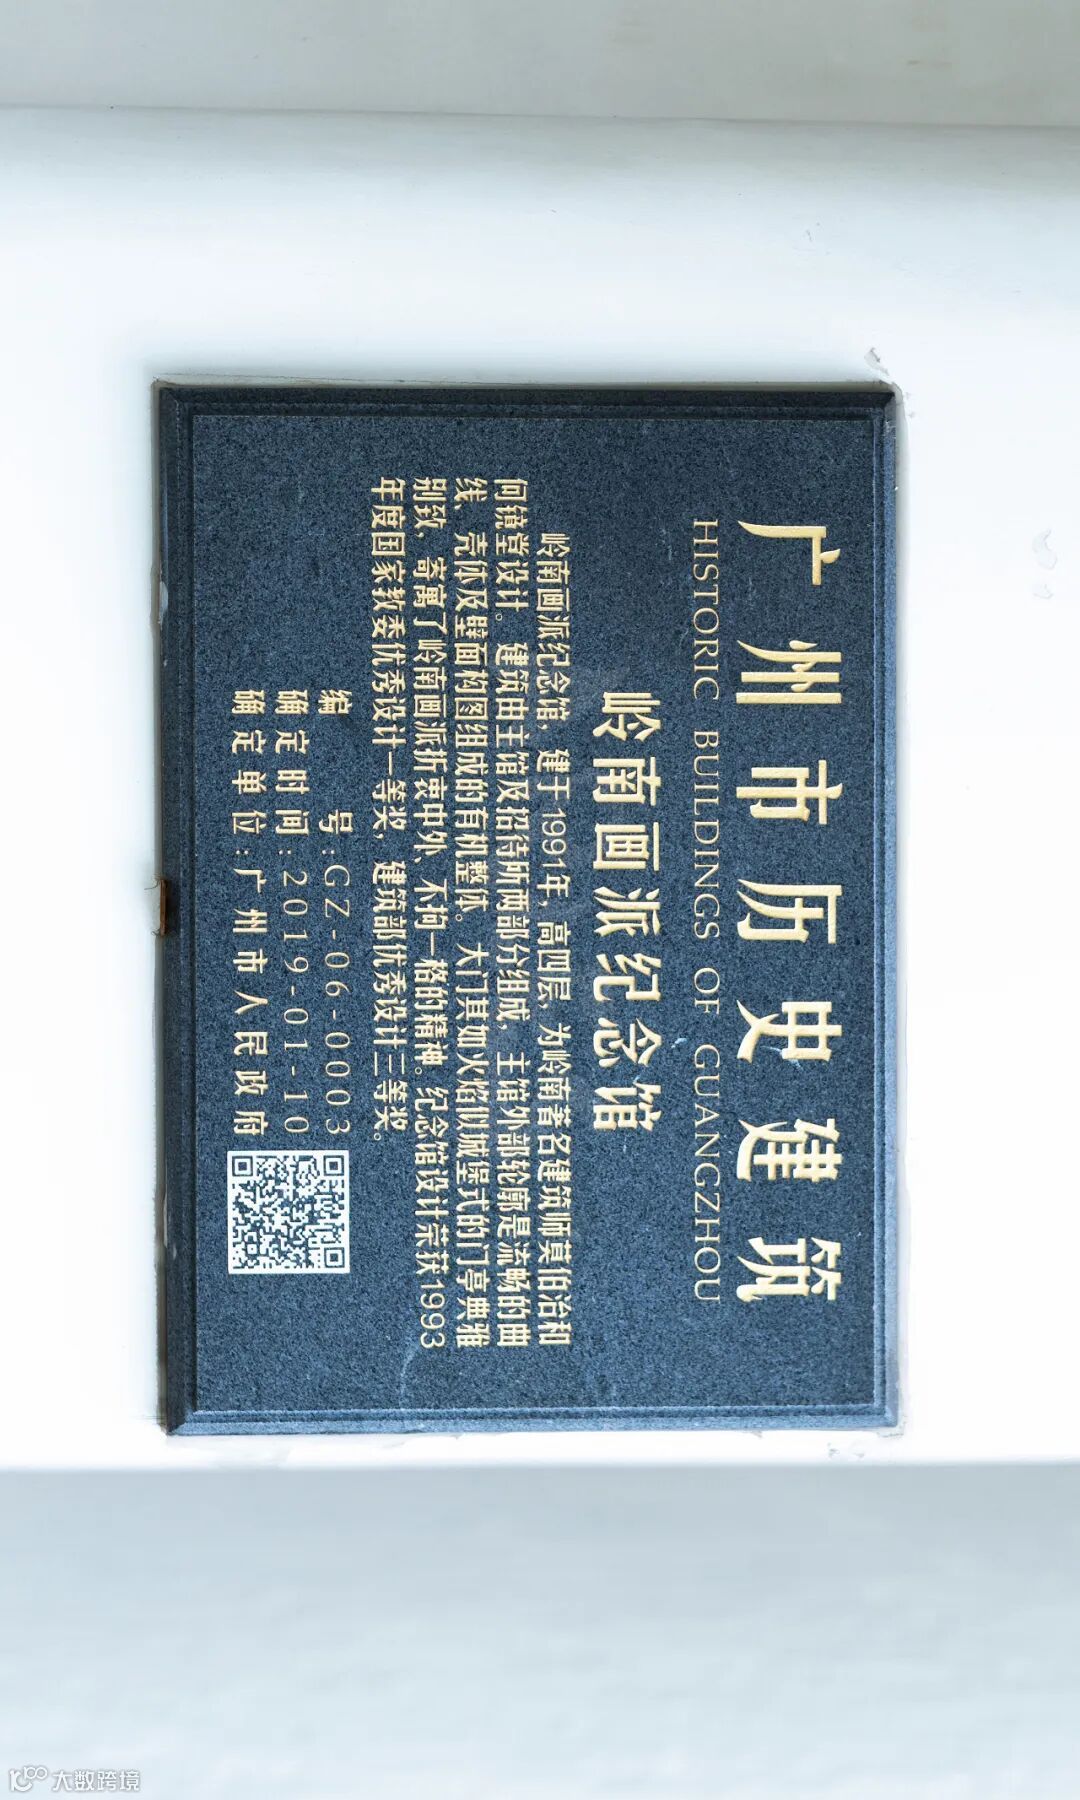 广州市历史建筑
HISTORIC BUILDINGS OF GUANGZHOU
岭南画派纪念馆
岭南画派纪念馆，建于1991年，高四层，为岭南著名建筑师莫伯治和
何镜堂设计。建筑由主馆及招待所两部分组成，主馆外部轮廓是流畅的曲
线、壳体及壁面构图组成的有机整体。大门其如火焰似城堡式的门亭典雅
别致，寄寓了岭南画派折衷中外、不拘一格的精神。纪念馆设计荣获1993
年度国家教委优秀设计一等奖，建筑部优秀设计二等奖。
编号:GZ-06-0003
确定时间:2019-01-10
确定单位:广州市人民政府
大数跨境